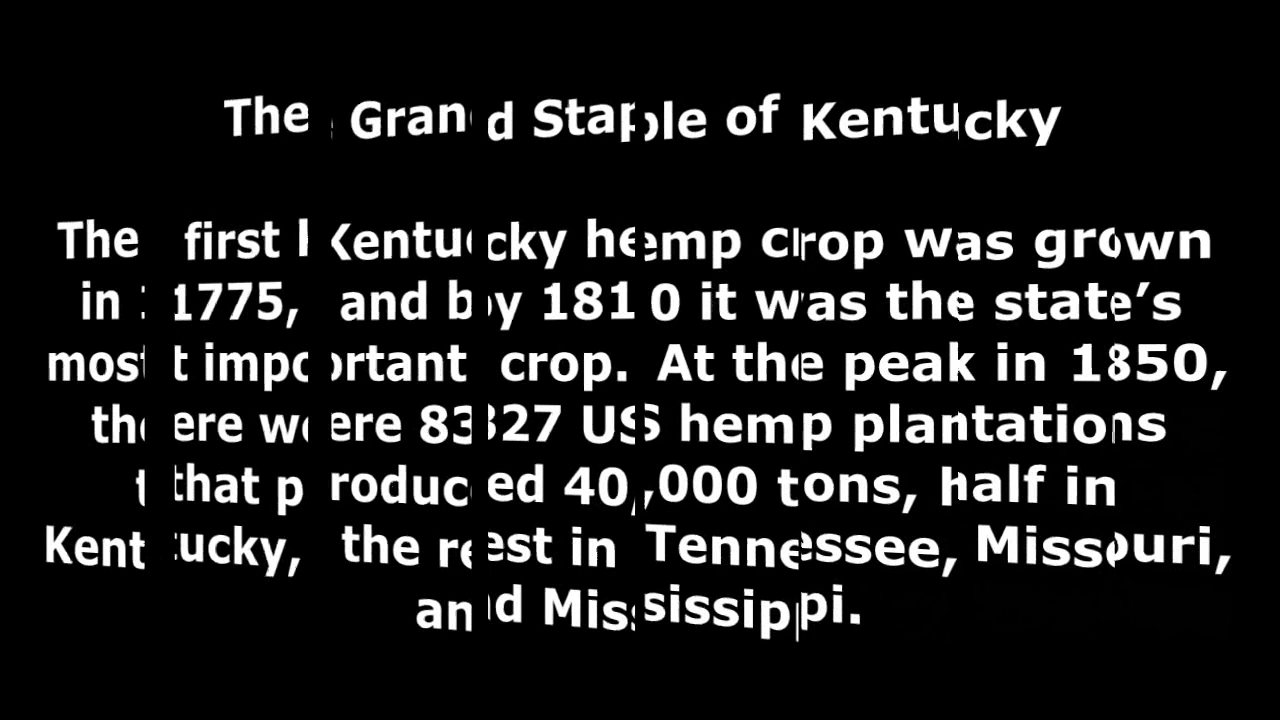 The Grand Staple of Kentucky
The first Kentucky hemp crop was grown
in 1775, and by 1810 it was the state’s
most important crop. At the peak in 1850,
there were 8327 US hemp plantations
that produced 40,000 tons, half in
Kentucky, the rest in Tennessee, Missouri,
and Mississippi.